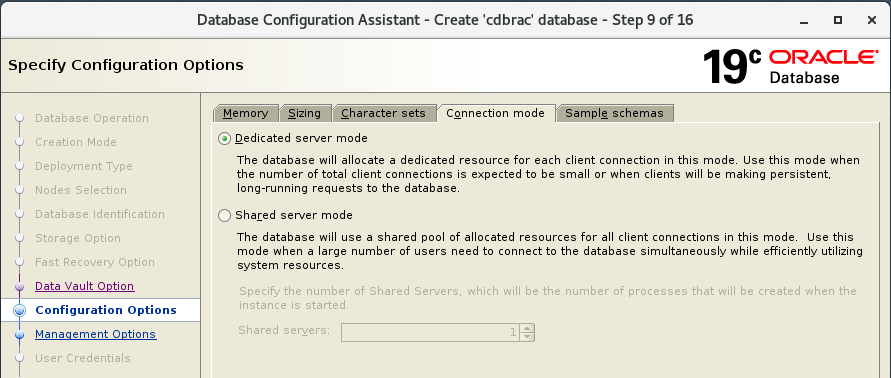 Database Configuration Assistant - Create 'cdbrac' database - Step 9 of 16
Specify Configuration Options
19c ORACLE
Database
Database Operation
Creation Mode
Deployment Type
Nodes Selection
Database Identification
Storage Option
Fast Recovery Option
Data Vault Option
Configuration Options
Management Options
User Credentials
Memory Sizing Character sets Connection mode Sample schemas
Dedicated server mode
The database will allocate a dedicated resource for each client connection in this mode. Use this mode when
the number of total client connections is expected to be small or when clients will be making persistent,
long-running requests to the database.
Shared server mode
The database will use a shared pool of allocated resources for all client connections in this mode.  Use this
mode when a large number of users need to connect to the database simultaneously while efficiently utilizing
system resources.
Specify the number of Shared Servers, which will be the number of processes that will be created when the
instance is started.
Shared servers: 1